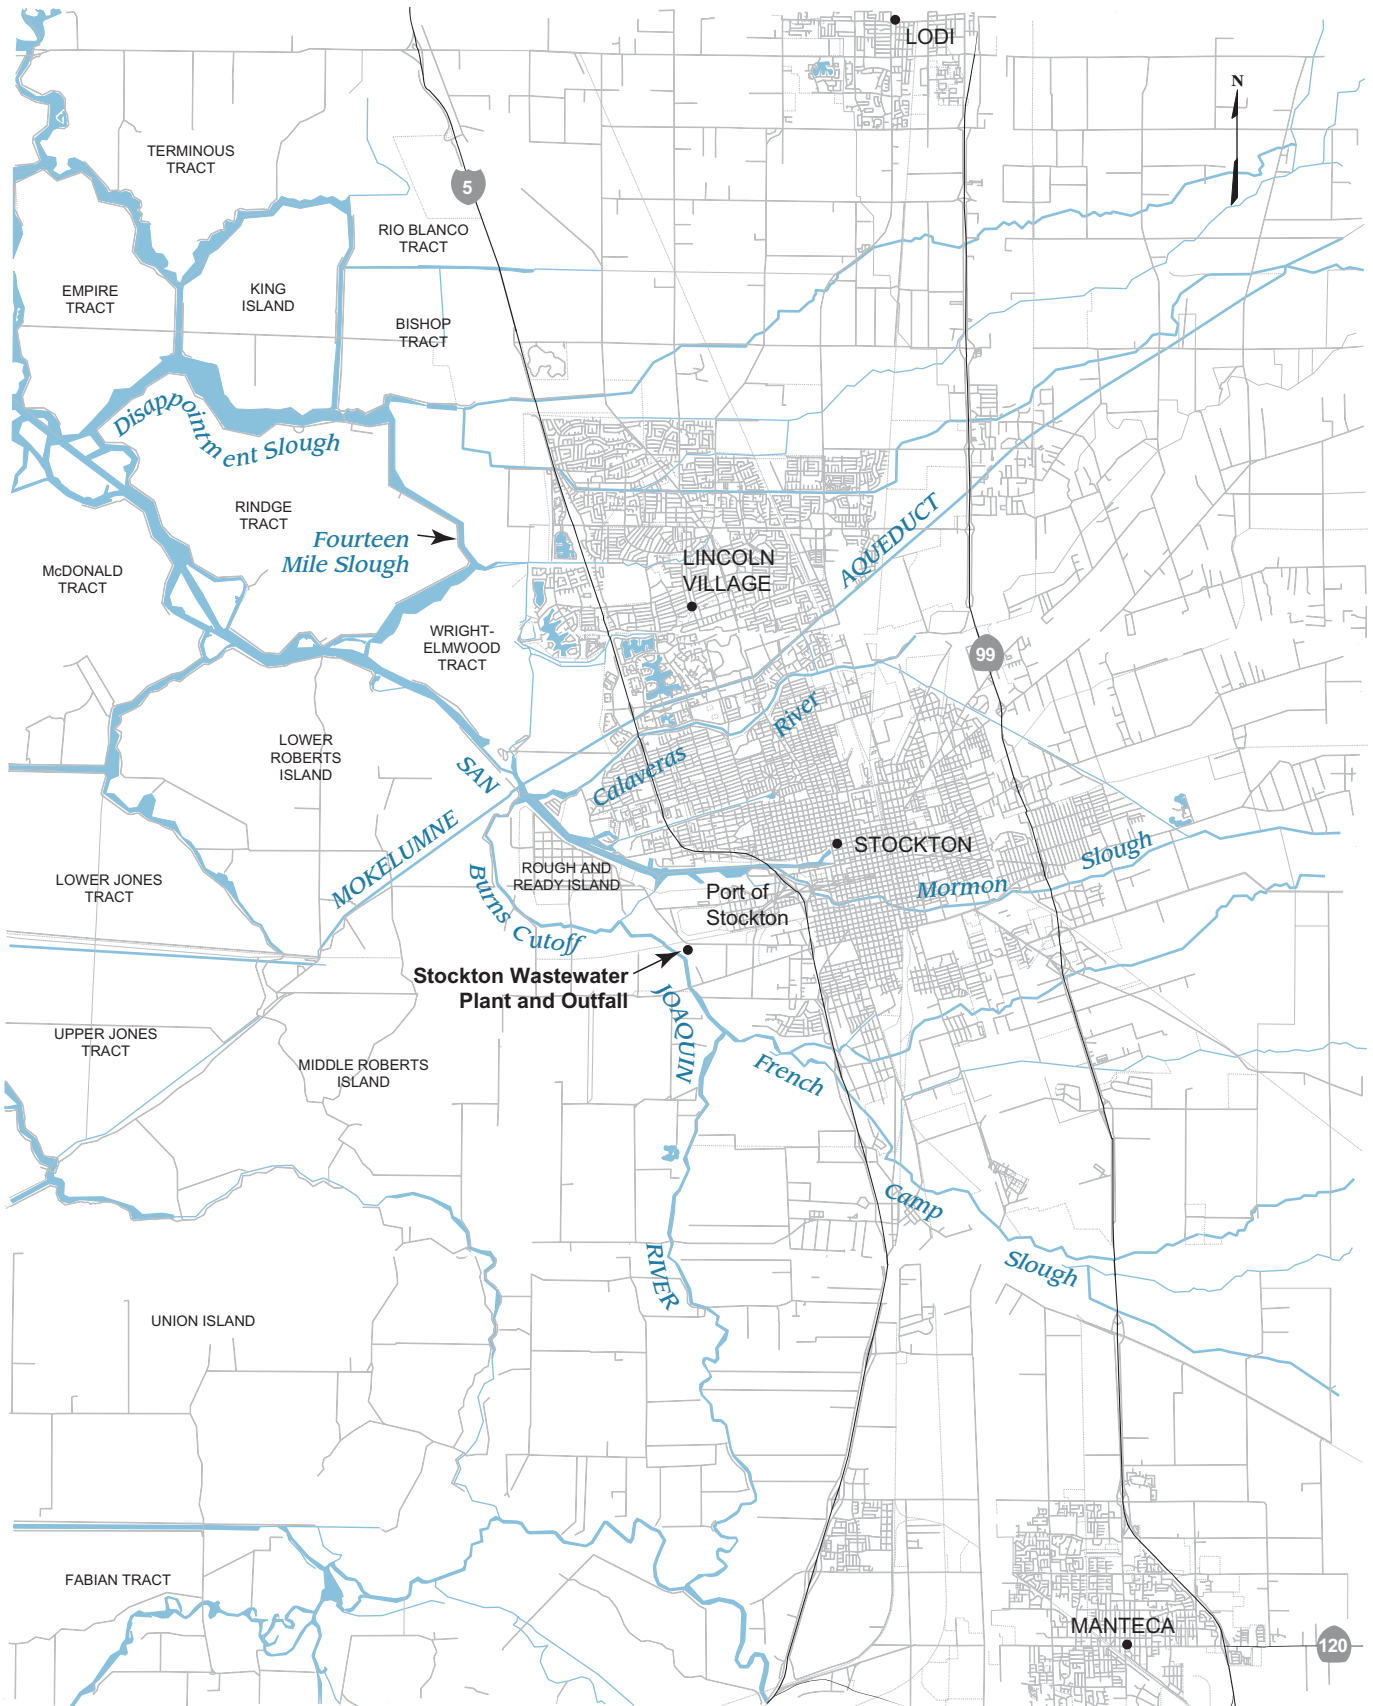 LODI
N
TERMINOUS
TRACT
5
RIO BLANCO
TRACT
EMPIRE
TRACT
KING
ISLAND
BISHOP
TRACT
Disappointment Slough
RINDGE
TRACT
Fourteen
Mile Slough
AQUEDUCT
LINCOLN
VILLAGE
McDONALD
TRACT
WRIGHT-
ELMWOOD
TRACT
99
River
LOWER
ROBERTS
ISLAND
SAN
Calaveras
MOKELUMNE
STOCKTON
Slough
LOWER JONES
TRACT
ROUGH AND
READY ISLAND
Mormon
Port of
Stockton
Burns Cutoff
Stockton Wastewater
Plant and Outfall
JOAQUIN
UPPER JONES
TRACT
MIDDLE ROBERTS
ISLAND
French
Camp
Slough
RIVER
UNION ISLAND
FABIAN TRACT
MANTECA
120